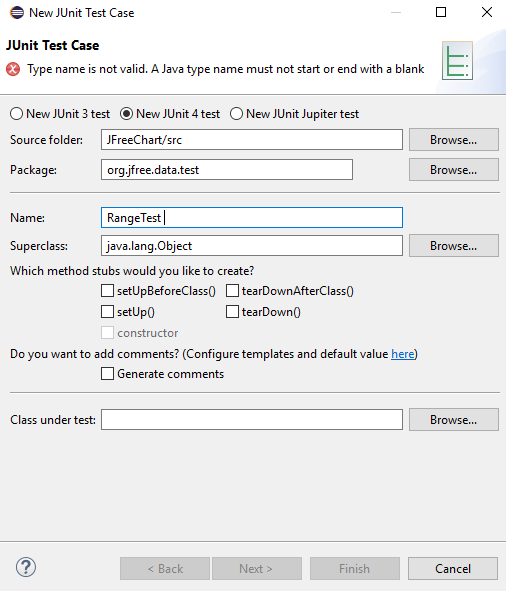 New JUnit Test Case
JUnit Test Case
Type name is not valid. A Java type name must not start or end with a blank
New JUnit 3 test New JUnit 4 test New JUnit Jupiter test
Source folder: JFreeChart/src Browse...
Package: org.jfree.data.test Browse...
Name: RangeTest
Superclass: java.lang.Object Browse...
Which method stubs would you like to create?
setUpBeforeClass() tearDownAfterClass()
setUp() tearDown()
constructor
Do you want to add comments? (Configure templates and default value here)
Generate comments
Class under test: Browse...
? < Back Next > Finish Cancel